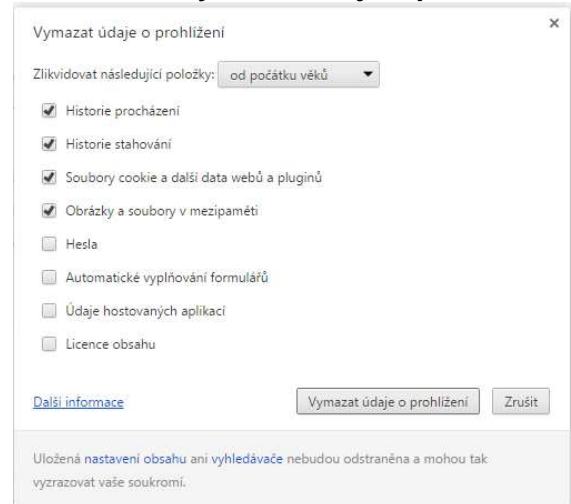 Vymazat údaje o prohlížení
Zlikvidovat následující položky: od počátku věků
Historie procházení
Historie stahování
Soubory cookie a další data webů a pluginů
Obrázky a soubory v mezipaměti
Hesla
Automatické vyplňování formulářů
Údaje hostovaných aplikací
Licence obsahu
Další informace Vymazat údaje o prohlížení Zrušit
Uložená nastavení obsahu ani vyhledávače nebudou odstraněna a mohou tak
vyzrazovat vaše soukromí.